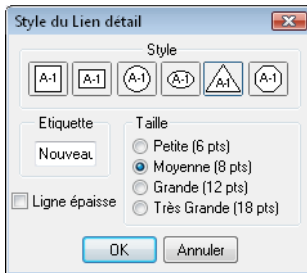 Style du Lien détail
Style
A-1 A-1 A-1 A-1 A-1 A-1
Etiquette
Nouveau
Ligne épaisse
Taille
Petite (6 pts)
Moyenne (8 pts)
Grande (12 pts)
Très Grande (18 pts)
OK Annuler